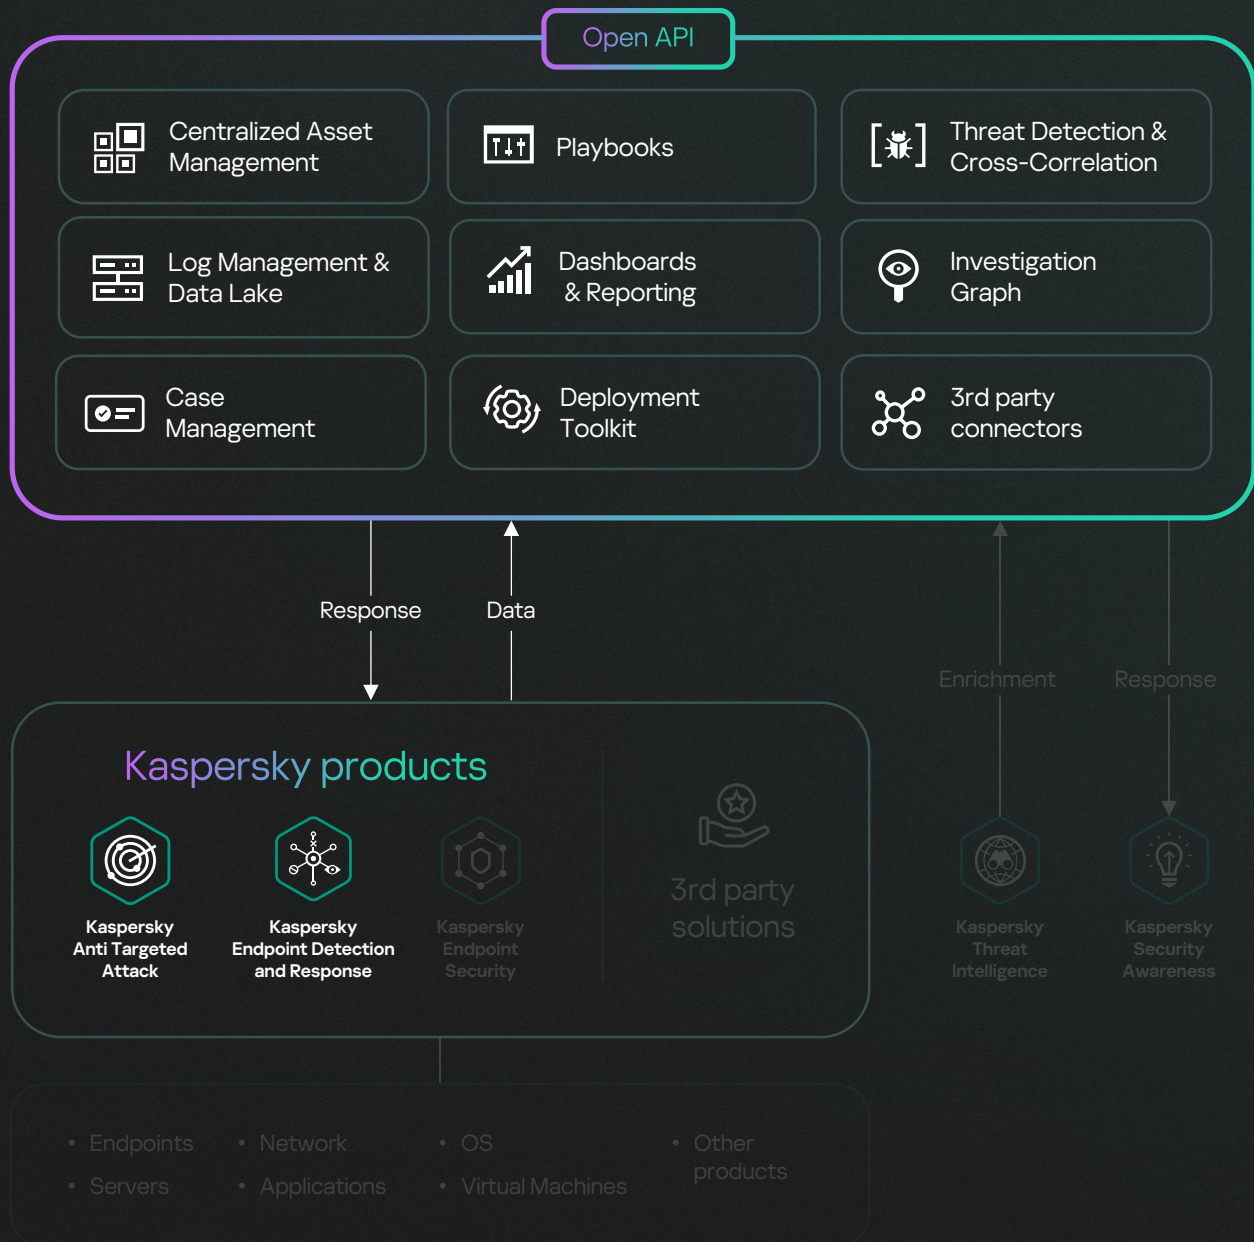 Open API
Centralized Asset
Management
Playbooks
Threat Detection &
Cross-Correlation
Log Management &
Data Lake
Dashboards
& Reporting
Investigation
Graph
Case
Management
Deployment
Toolkit
3rd party
connectors
Response
Data
Enrichment
Response
Kaspersky products
Kaspersky
Anti Targeted
Attack
Kaspersky
Endpoint Detection
and Response
Kaspersky
Endpoint
Security
3rd party
solutions
Kaspersky
Threat
Intelligence
Kaspersky
Security
Awareness
• Endpoints
• Servers
• Network
• Applications
• OS
• Virtual Machines
• Other
products